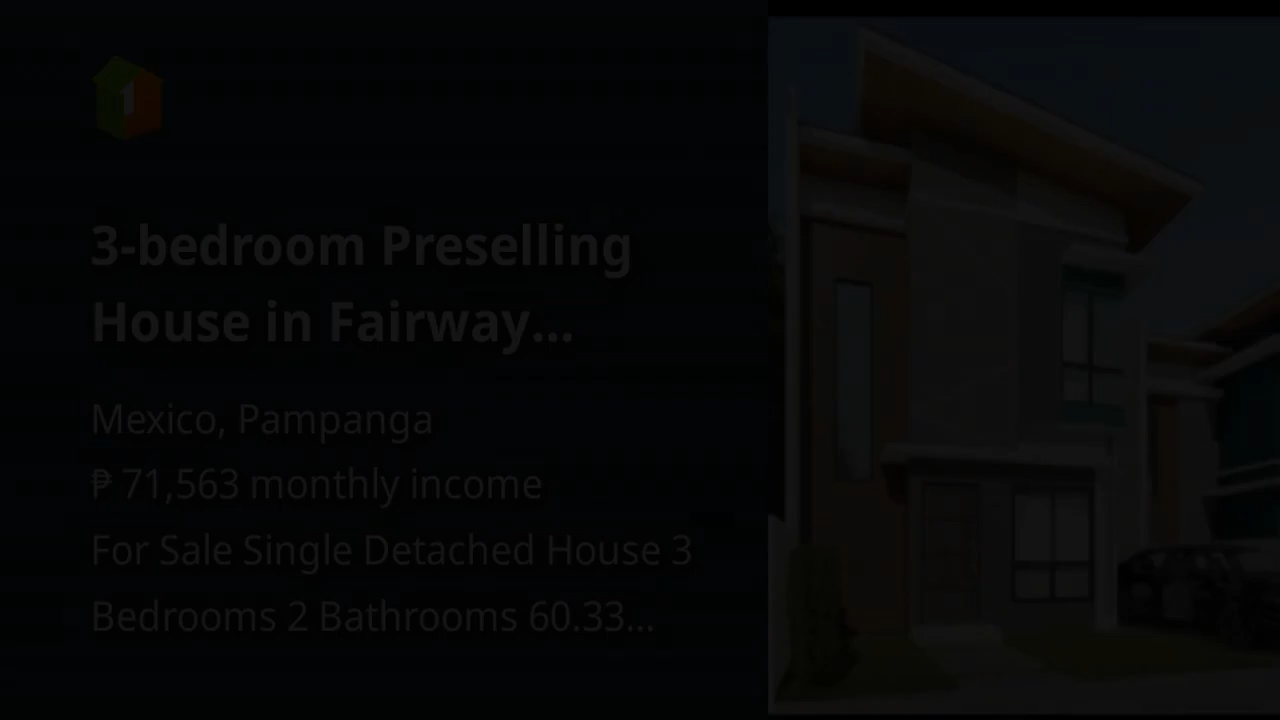 1
3-bedroom Preselling
House in Fairway...
Mexico, Pampanga
₱ 71,563 monthly income
For Sale Single Detached House 3
Bedrooms 2 Bathrooms 60.33...